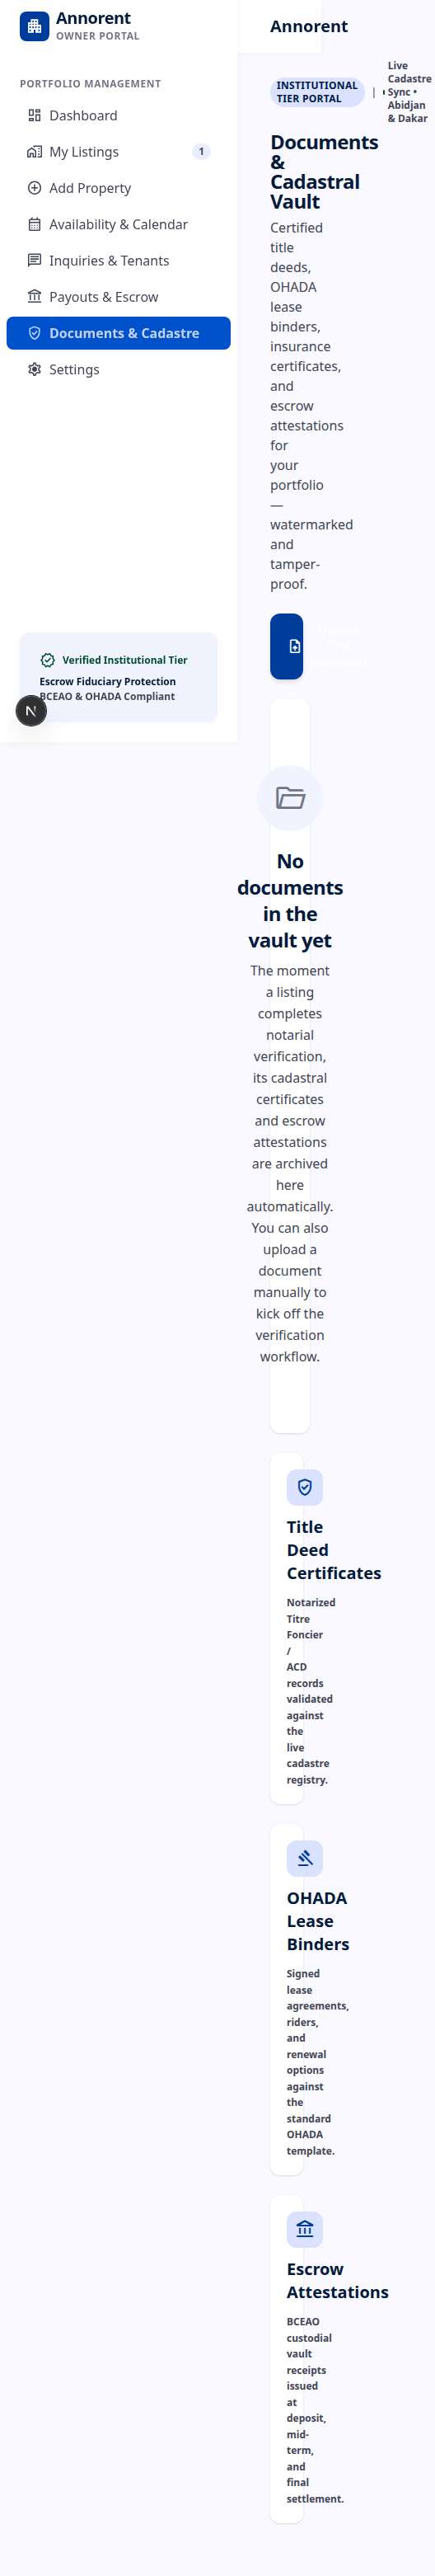 Annorent
OWNER PORTAL
PORTFOLIO MANAGEMENT
Dashboard
My Listings 1
Add Property
Availability & Calendar
Inquiries & Tenants
Payouts & Escrow
Documents & Cadastre
Settings
Verified Institutional Tier
Escrow Fiduciary Protection
BCEAO & OHADA Compliant
N
Annorent
INSTITUTIONAL
TIER PORTAL
|
Live
Cadastre
Sync •
Abidjan
& Dakar
Documents
&
Cadastral
Vault
Certified
title
deeds,
OHADA
lease
binders,
insurance
certificates,
and
escrow
attestations
for
your
portfolio
—
watermarked
and
tamper-
proof.
No
documents
in the
vault yet
The moment
a listing
completes
notarial
verification,
its cadastral
certificates
and escrow
attestations
are archived
here
automatically.
You can also
upload a
document
manually to
kick off the
verification
workflow.
Title
Deed
Certificates
Notarized
Titre
Foncier
/
ACD
records
validated
against
the
live
cadastre
registry.
OHADA
Lease
Binders
Signed
lease
agreements,
riders,
and
renewal
options
against
the
standard
OHADA
template.
Escrow
Attestations
BCEAO
custodial
vault
receipts
issued
at
deposit,
mid-
term,
and
final
settlement.